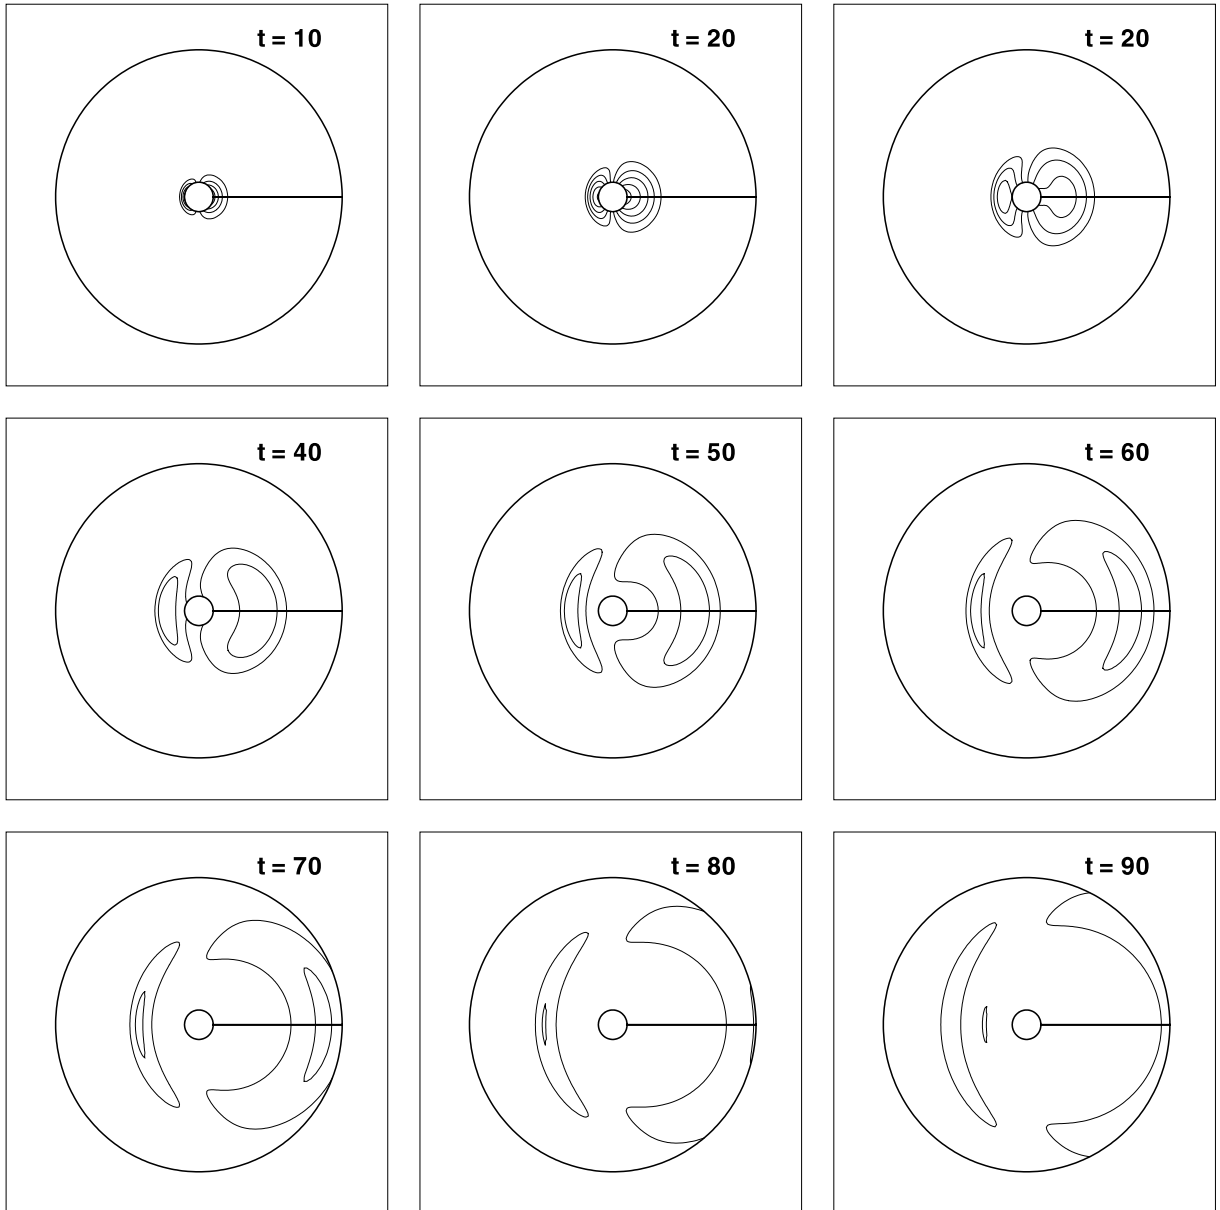 t = 10
t = 20
t = 20
t = 40
t = 50
t = 60
t = 70
t = 80
t = 90